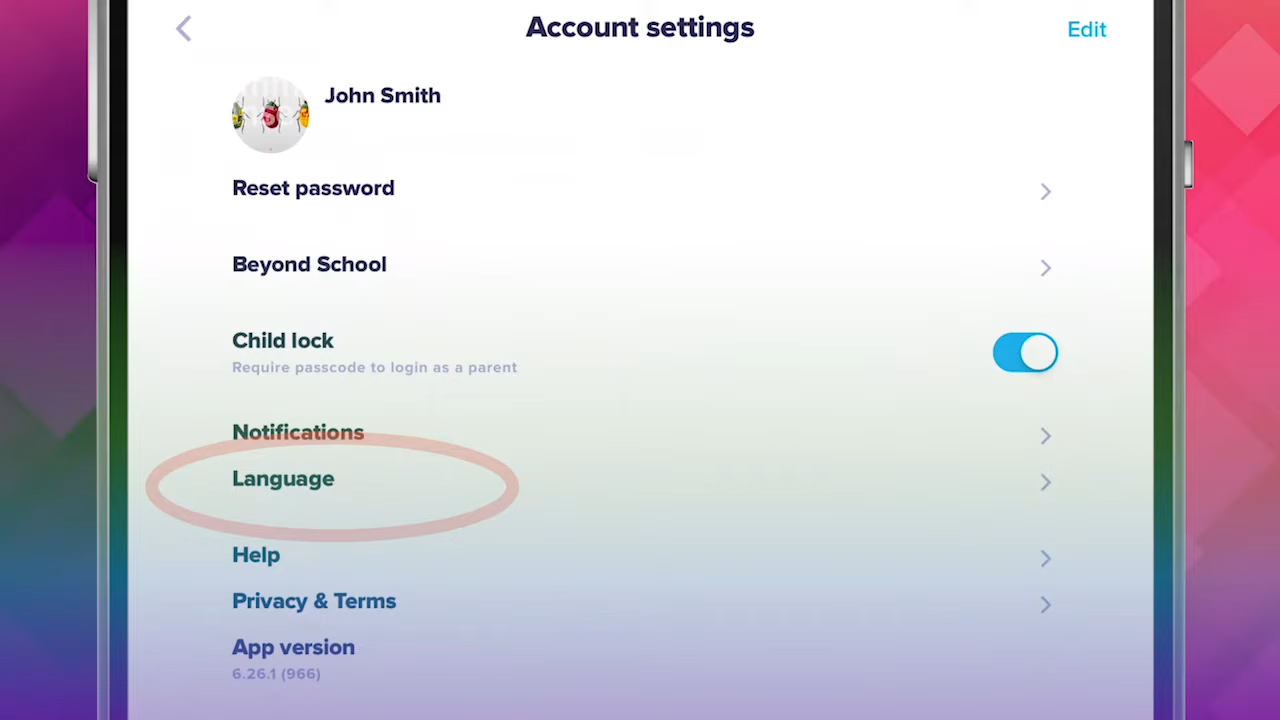 Account settings
Edit
John Smith
Reset password
Beyond School
Child lock
Require passcode to login as a parent
Notifications
Language
Help
Privacy & Terms
App version
6.26.1 (966)